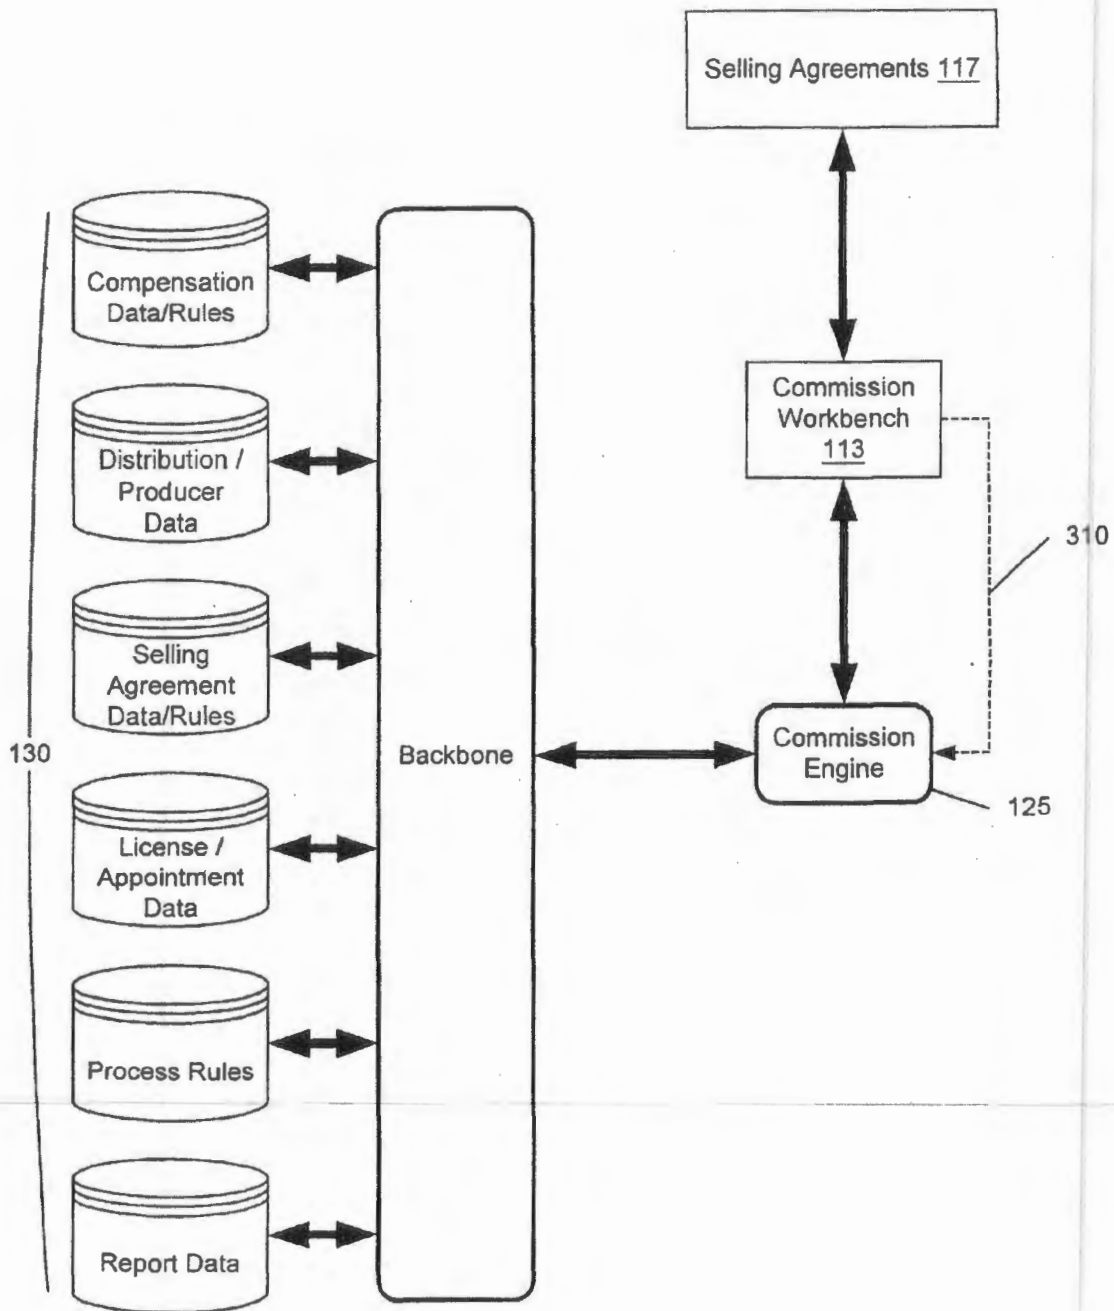 Selling Agreements 117
Compensation
Data/Rules
Distribution /
Producer
Data
Selling
Agreement
Data/Rules
License /
Appointment
Data
Process Rules
Report Data
130
Backbone
Commission
Workbench
113
310
Commission
Engine
125